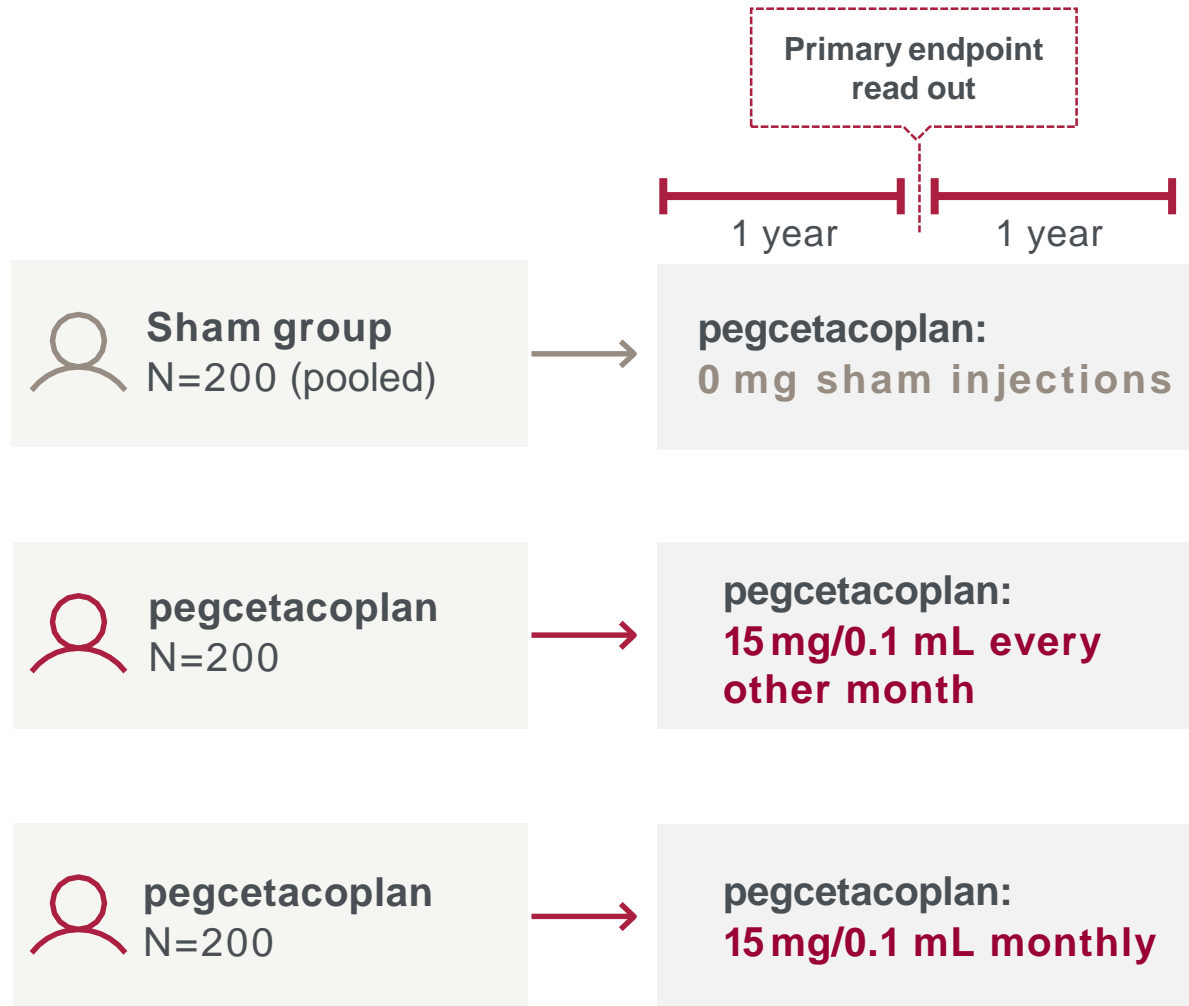 Primary endpoint
read out
1 year
1 year
Sham group
N=200 (pooled)
pegcetacoplan:
0 mg sham injections
pegcetacoplan
N=200
pegcetacoplan:
15 mg/0.1 mL every
other month
pegcetacoplan
N=200
pegcetacoplan:
15 mg/0.1 mL monthly